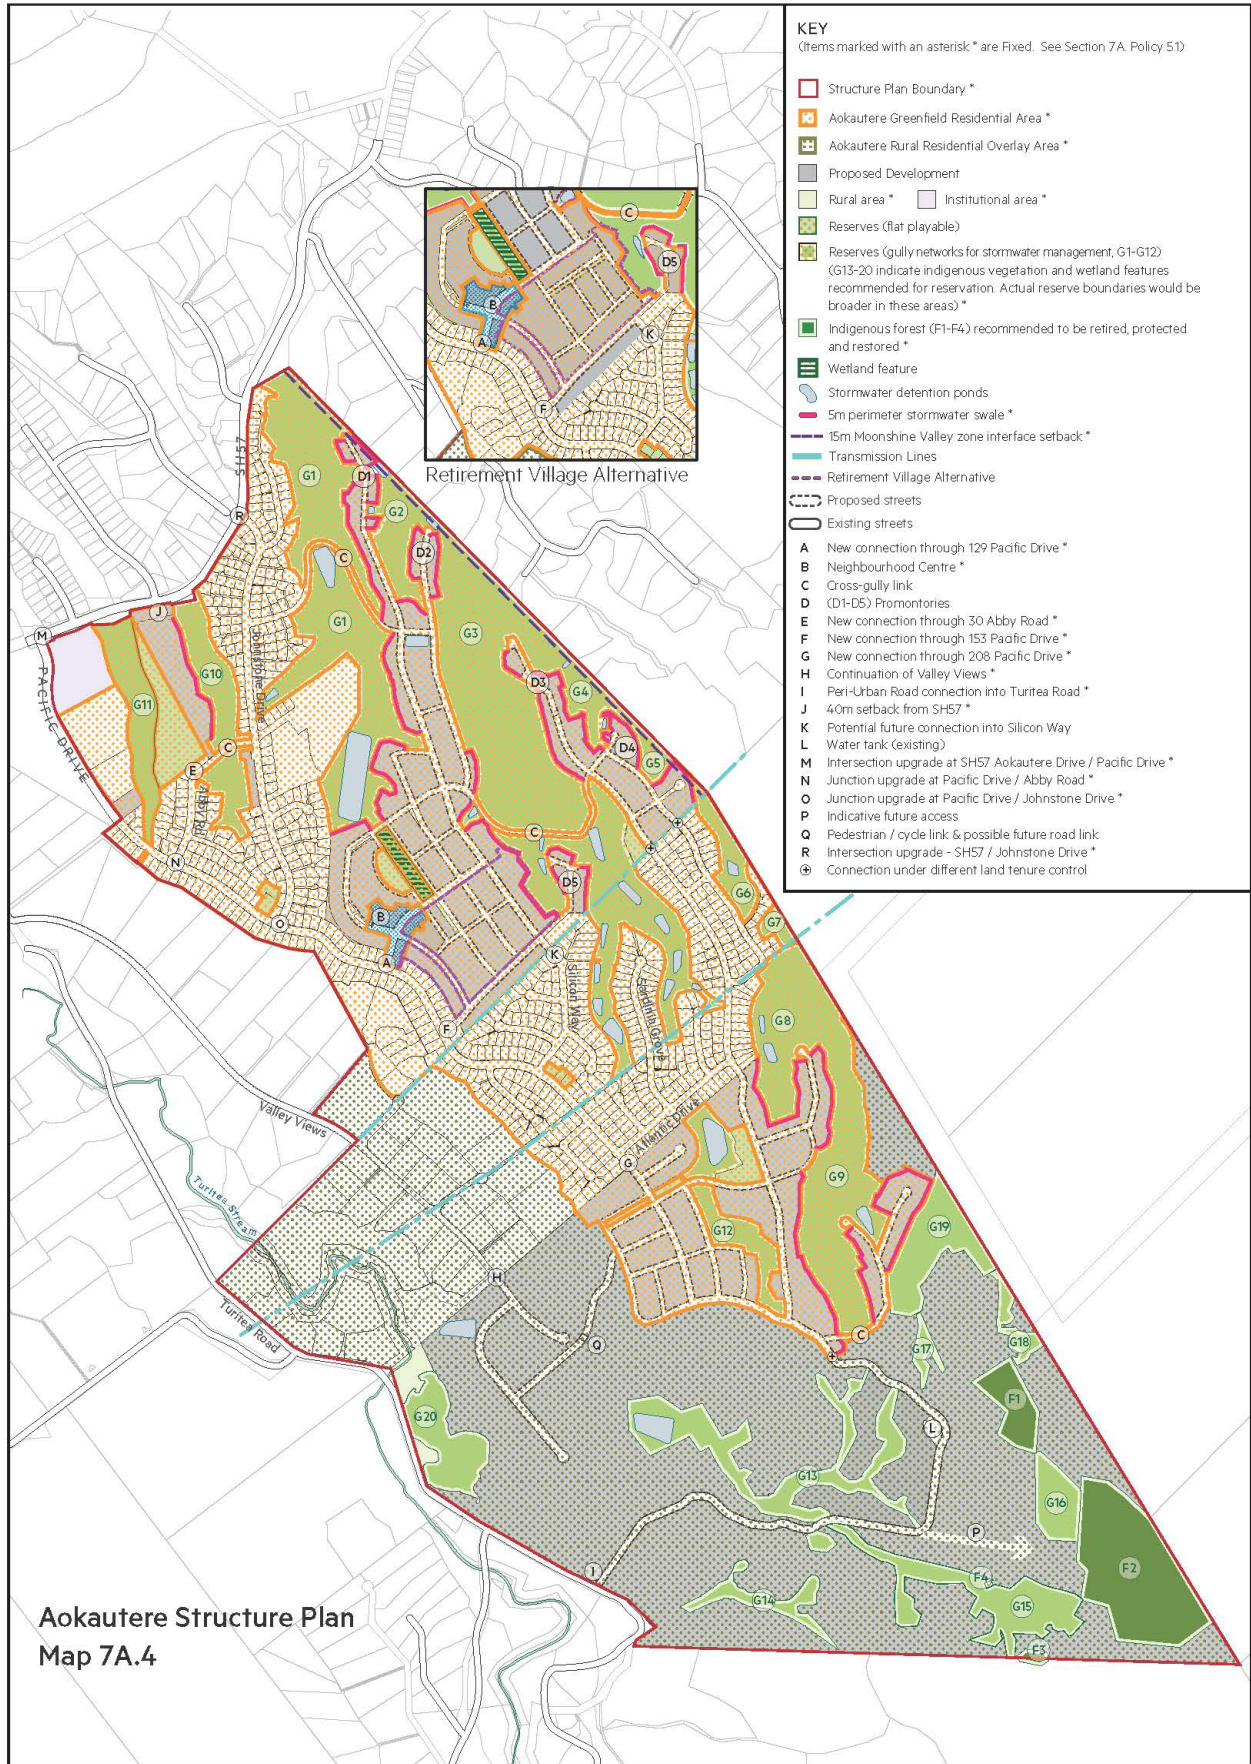 KEY
(Items marked with an asterisk * are Fixed. See Section 7A. Policy 5.1)
Structure Plan Boundary *
Aokautere Greenfield Residential Area *
Aokautere Rural Residential Overlay Area *
Proposed Development
Rural area *
Institutional area *
Reserves (flat playable)
Reserves (gully networks for stormwater management, G1-G12)
(G13-20 indicate indigenous vegetation and wetland features
recommended for reservation. Actual reserve boundaries would be
broader in these areas) *
Indigenous forest (F1-F4) recommended to be retired, protected
and restored *
Wetland feature
Stormwater detention ponds
5m perimeter stormwater swale *
15m Moonshine Valley zone interface setback *
Transmission Lines
Retirement Village Alternative
Proposed streets
Existing streets
A New connection through 129 Pacific Drive *
B Neighbourhood Centre *
C Cross-gully link
D (D1-D5) Promontories
E New connection through 30 Abby Road *
F New connection through 153 Pacific Drive *
G New connection through 208 Pacific Drive *
H Continuation of Valley Views *
I Peri-Urban Road connection into Turitea Road *
J 40m setback from SH57 *
K Potential future connection into Silicon Way
L Water tank (existing)
M Intersection upgrade at SH57 Aokautere Drive / Pacific Drive *
N Junction upgrade at Pacific Drive / Abby Road *
O Junction upgrade at Pacific Drive / Johnstone Drive *
P Indicative future access
Q Pedestrian / cycle link & possible future road link
R Intersection upgrade - SH57 / Johnstone Drive *
Connection under different land tenure control
C
D5
B
K
A
F
Retirement Village Alternative
SH57
G1
D1
G2
R
D2
C
G1
G3
J
M
PACIFIC DRIVE
G10
Johnstone Drive
D3
G4
G11
C
D4
G5
E
Abby Rd
C
N
D5
G6
B
O
G7
A
K
Silicon Way
Sardinia Grove
F
G8
Valley Views
Atlantic Drive
G
G9
Turitea Stream
G12
G19
H
Turitea Road
C
Q
G17
G18
F1
G20
L
G13
G16
P
I
F2
F4
G14
G15
F3
Aokautere Structure Plan
Map 7A.4